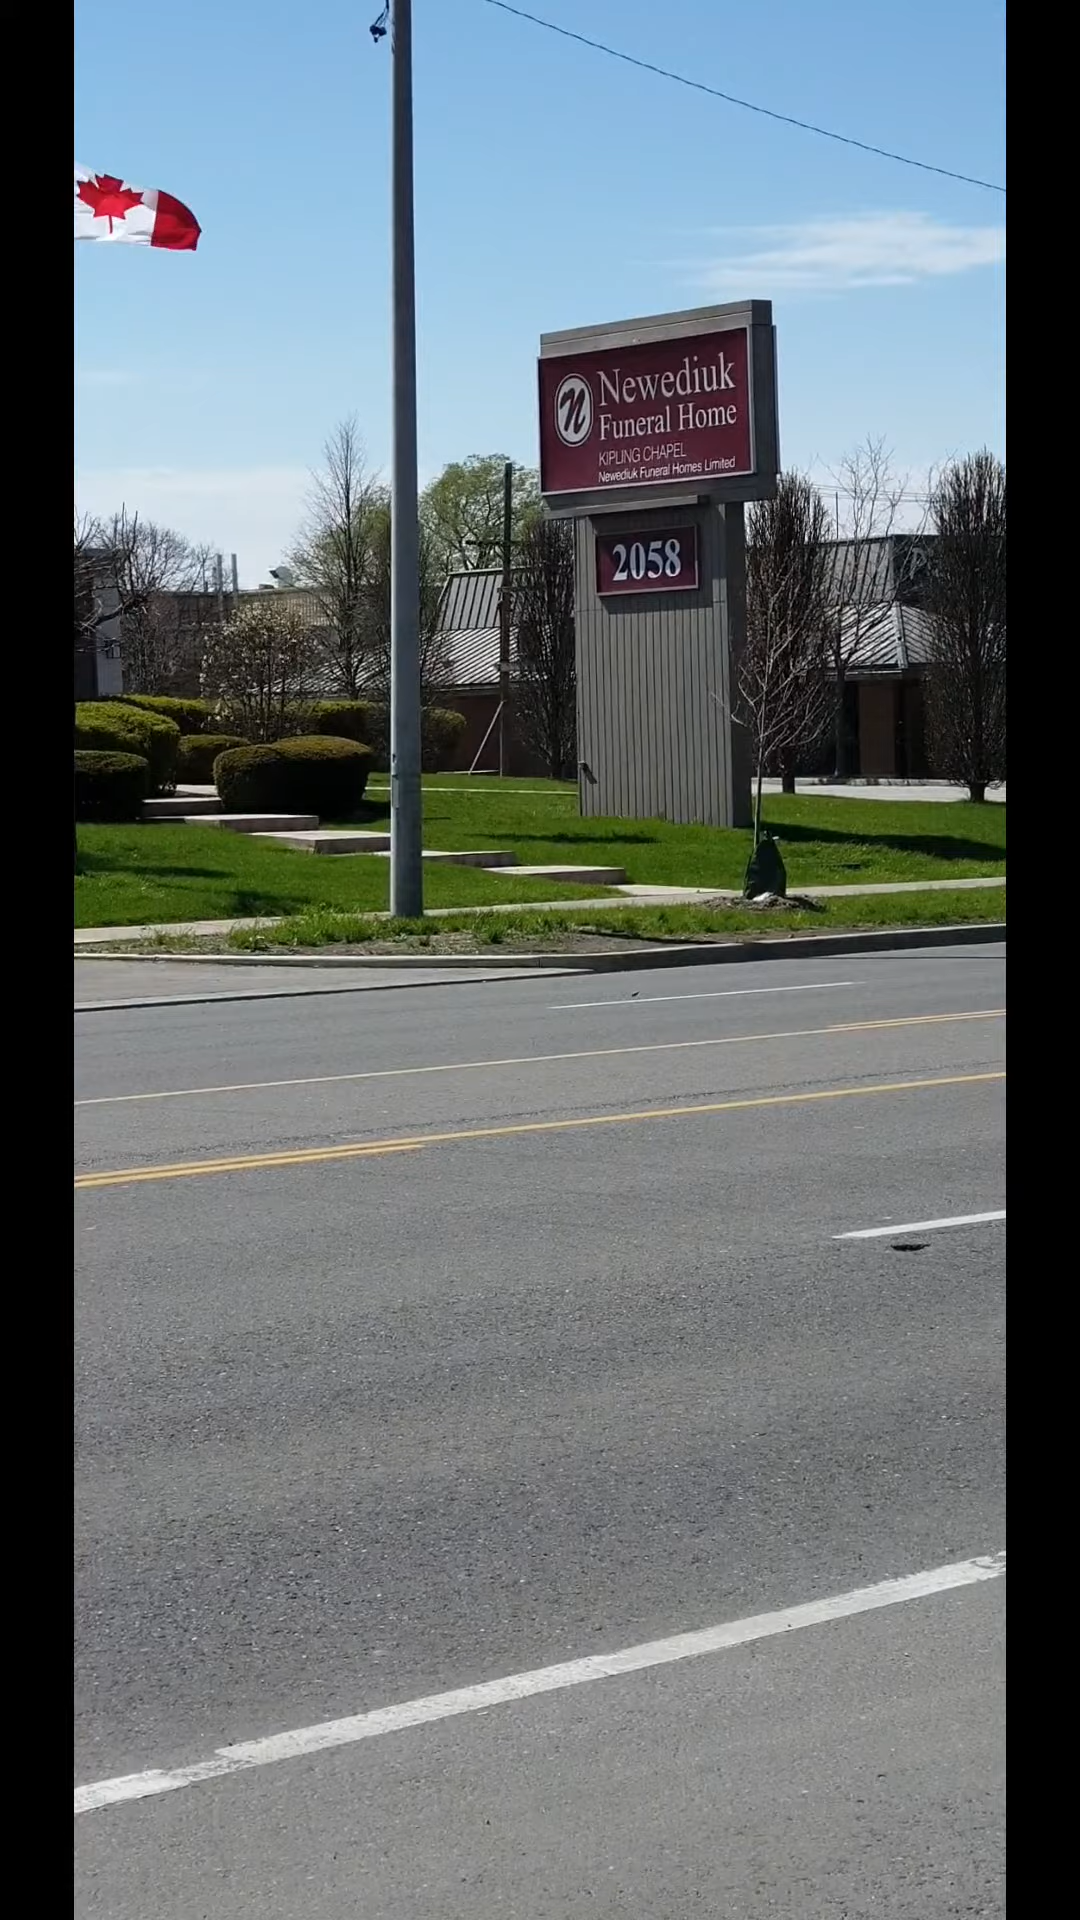 Newediuk
Funeral Home
KIPLING CHAPEL
Newediuk Funeral Homes Limited
2058